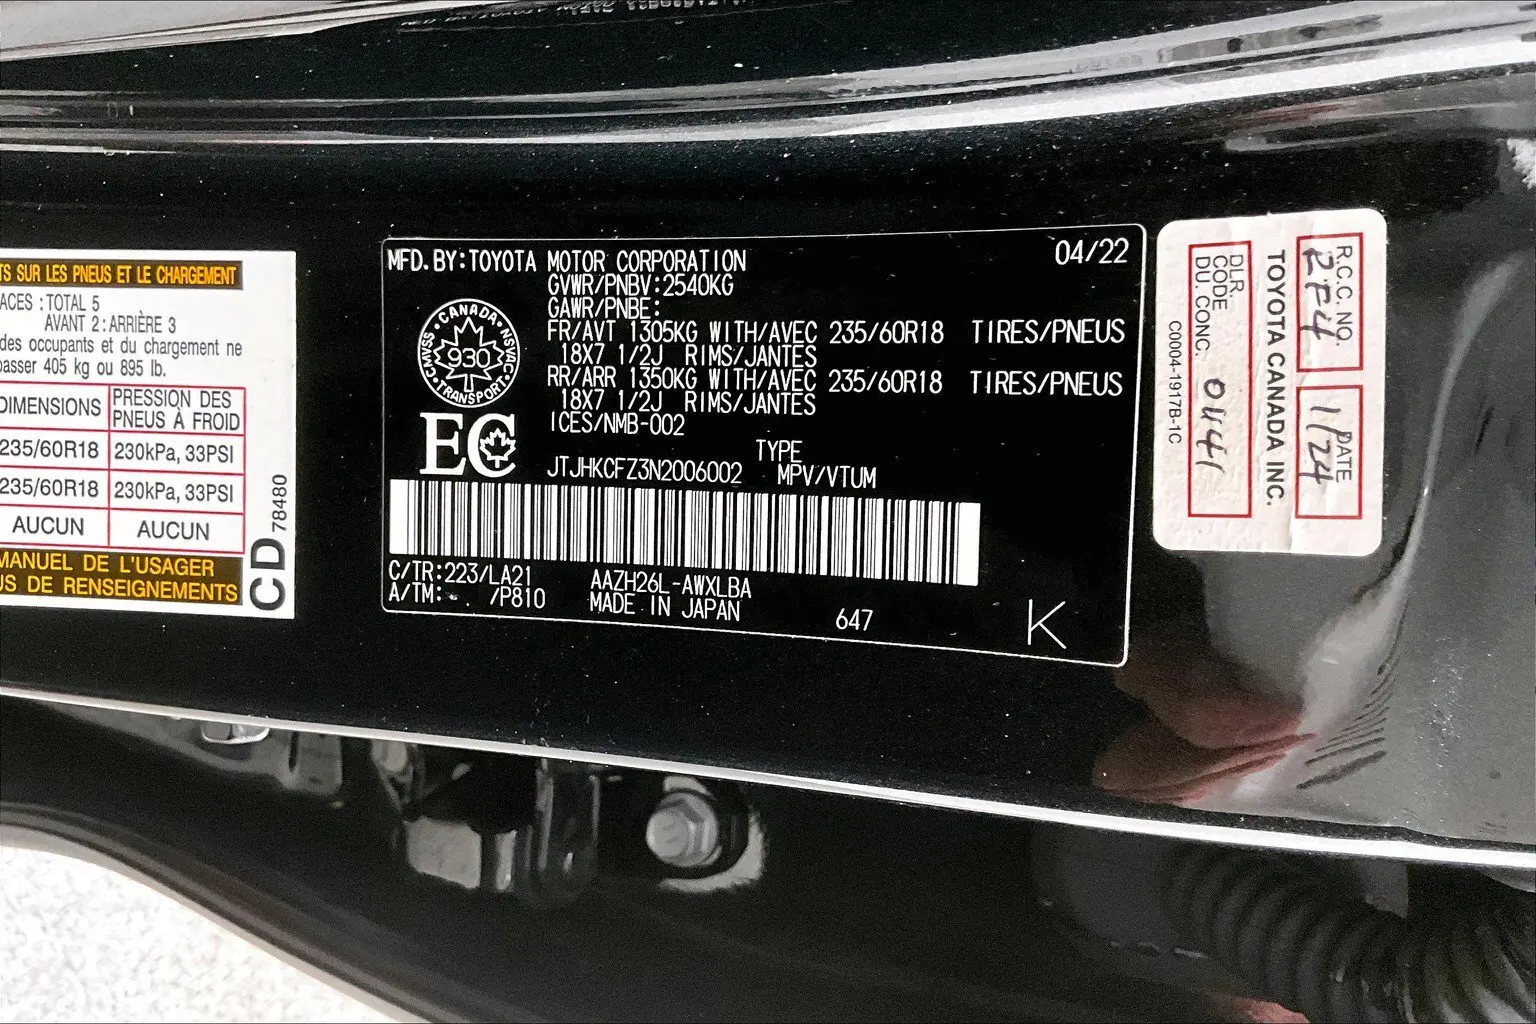 TS SUR LES PNEUS ET LE CHARGEMENT
ACES : TOTAL 5
AVANT 2 : ARRIÈRE 3
des occupants et du chargement ne
passer 405 kg ou 895 lb.
DIMENSIONS
PRESSION DES
PNEUS À FROID
235/60R18
230kPa, 33PSI
235/60R18
230kPa, 33PSI
AUCUN
AUCUN
MANUEL DE L'USAGER
US DE RENSEIGNEMENTS
CD 78480
MFD. BY: TOYOTA MOTOR CORPORATION
04/22
GVWR/PNBV: 2540KG
GAWR/PNBE:
FR/AVT 1305KG WITH/AVEC 235/60R18 TIRES/PNEUS
18X7 1/2J RIMS/JANTES
RR/ARR 1350KG WITH/AVEC 235/60R18 TIRES/PNEUS
18X7 1/2J RIMS/JANTES
ICES/NMB-002
CANADA
CMVSS
NSVAC
930
TRANSPORT
EC
TYPE
JTJHKCFZ3N2006002 MPV/VTUM
C/TR: 223/LA21 AAZH26L-AWXLBA
A/TM: /P810 MADE IN JAPAN
647
K
R.C.C. NO.
2F4
DATE
1/24
TOYOTA CANADA INC.
DLR.
CODE
DU. CONC.
0441
C0004-1917B-1C